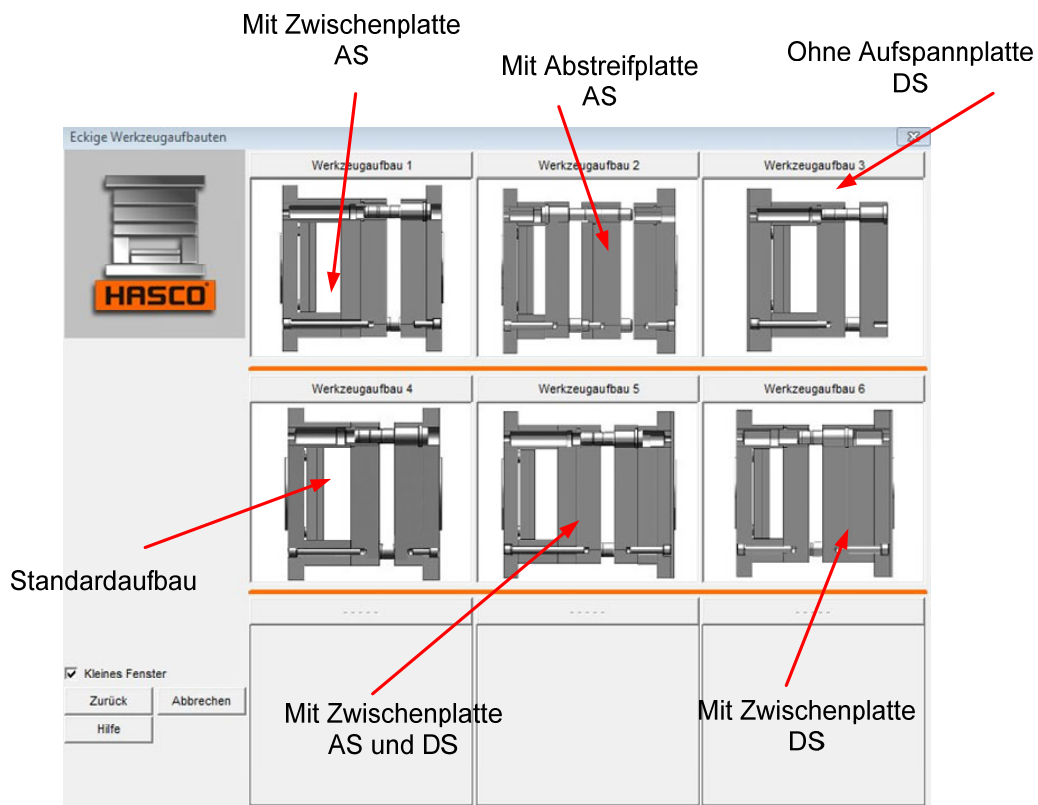 Mit Zwischenplatte
AS
Mit Abstreifplatte
AS
Ohne Aufspannplatte
DS
Eckige Werkzeugaufbauten
HASCO
Werkzeugaufbau 1
Werkzeugaufbau 2
Werkzeugaufbau 3
Werkzeugaufbau 4
Werkzeugaufbau 5
Werkzeugaufbau 6
Standardaufbau
- - - - -
- - - - -
- - - - -
Kleines Fenster
Zurück
Abbrechen
Hilfe
Mit Zwischenplatte
AS und DS
Mit Zwischenplatte
DS